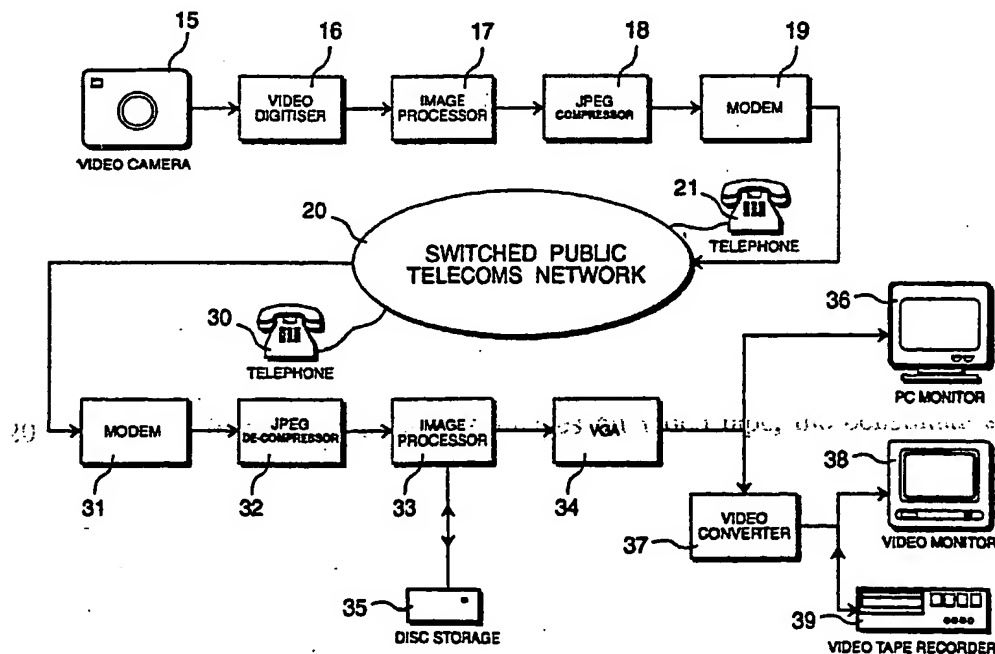 15
16
17
18
19
VIDEO CAMERA
VIDEO
DIGITISER
IMAGE
PROCESSOR
JPEG
COMPRESSOR
MODEM
20
21
TELEPHONE
SWITCHED PUBLIC
TELECOMS NETWORK
30
TELEPHONE
36
PC MONITOR
MODEM
JPEG
DE-COMPRESSOR
IMAGE
PROCESSOR
VGA
31
32
33
34
38
VIDEO MONITOR
VIDEO
CONVERTER
37
35
DISC STORAGE
39
VIDEO TAPE RECORDER